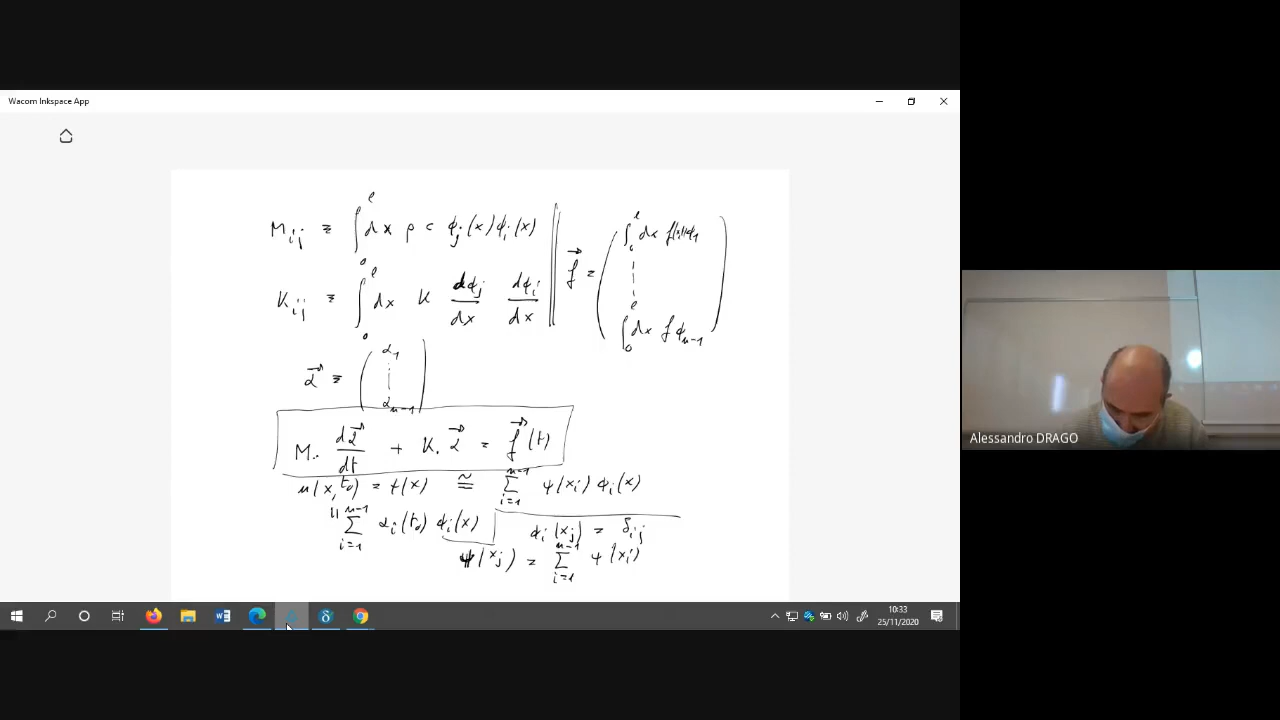 Wacom Inkspace App
M_ij ≡ ∫_0^l dx ρ c φ_j(x) φ_i(x)
K_ij ≡ ∫_0^l dx K dφ_j/dx dφ_i/dx
f⃗ = ( ∫_0^l dx f φ_1 ¦ ∫_0^l dx f φ_n-1 )
α⃗ ≡ ( α_1 ¦ α_n-1 )
M. dα⃗/dt + K. α⃗ = f⃗(t)
u(x,t_0) = ψ(x) ≅ Σ_{i=1}^{n-1} ψ(x_i) φ_i(x)
" Σ_{i=1}^{n-1} α_i(t_0) φ_i(x)
φ_i(x_j) = δ_ij
ψ(x_j) = Σ_{i=1}^{n-1} ψ(x_i)
Alessandro DRAGO
10:33
25/11/2020